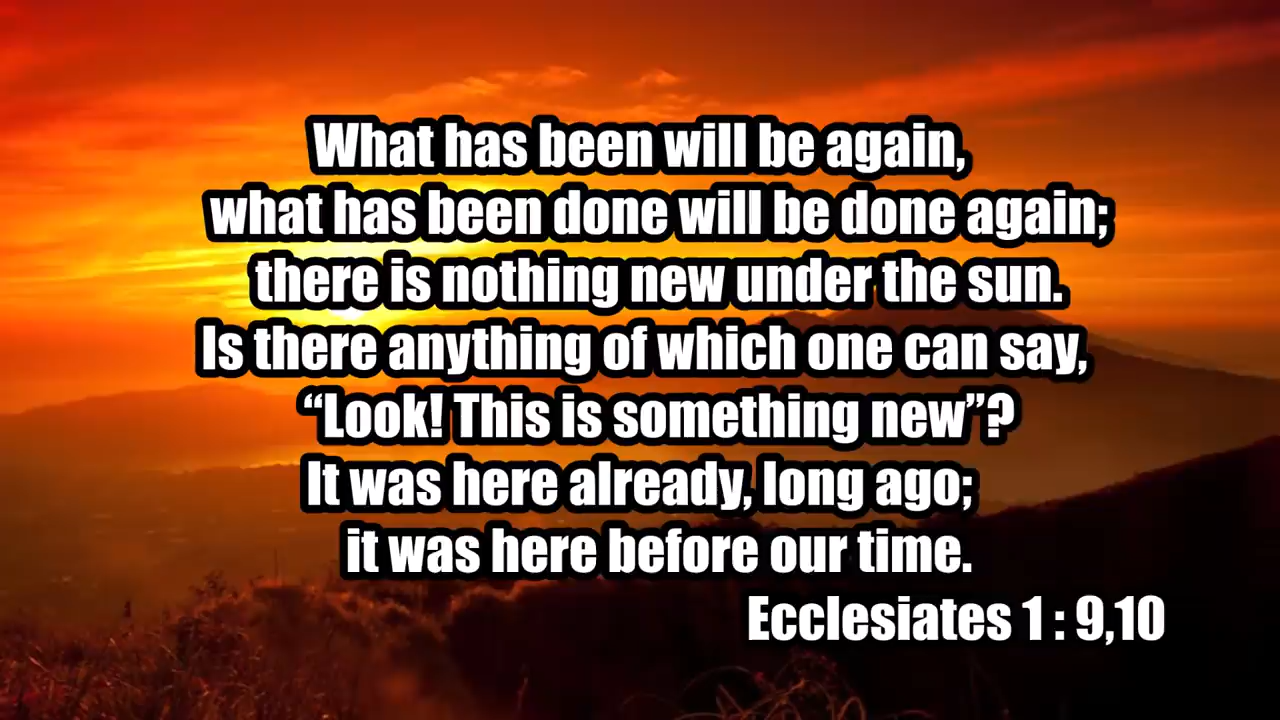 What has been will be again,
what has been done will be done again;
there is nothing new under the sun.
Is there anything of which one can say,
“Look! This is something new”?
It was here already, long ago;
it was here before our time.
Ecclesiates 1 : 9,10